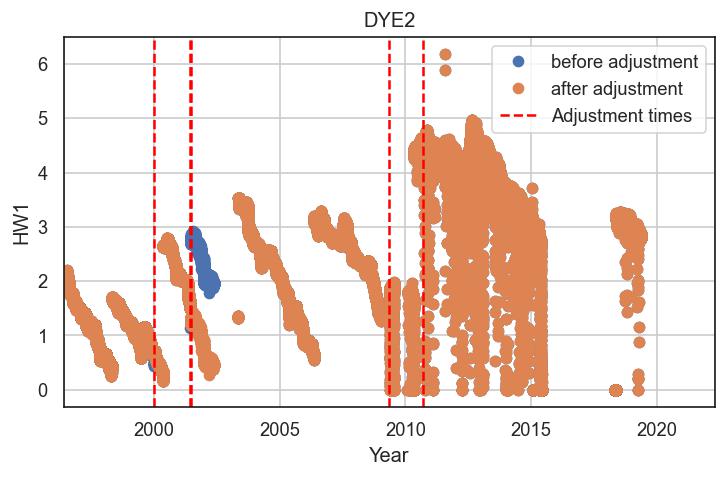 DYE2
before adjustment
after adjustment
Adjustment times
HW1
6
5
4
3
2
1
0
2000 2005 2010 2015 2020
Year